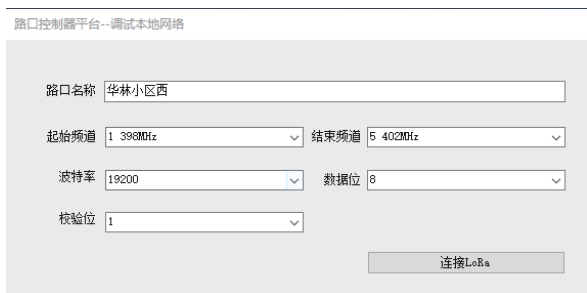 路口控制器平台--调试本地网络
路口名称 华林小区西
起始频道 1 398MHz 结束频道 5 402MHz
波特率 19200 数据位 8
校验位 1
连接LoRa